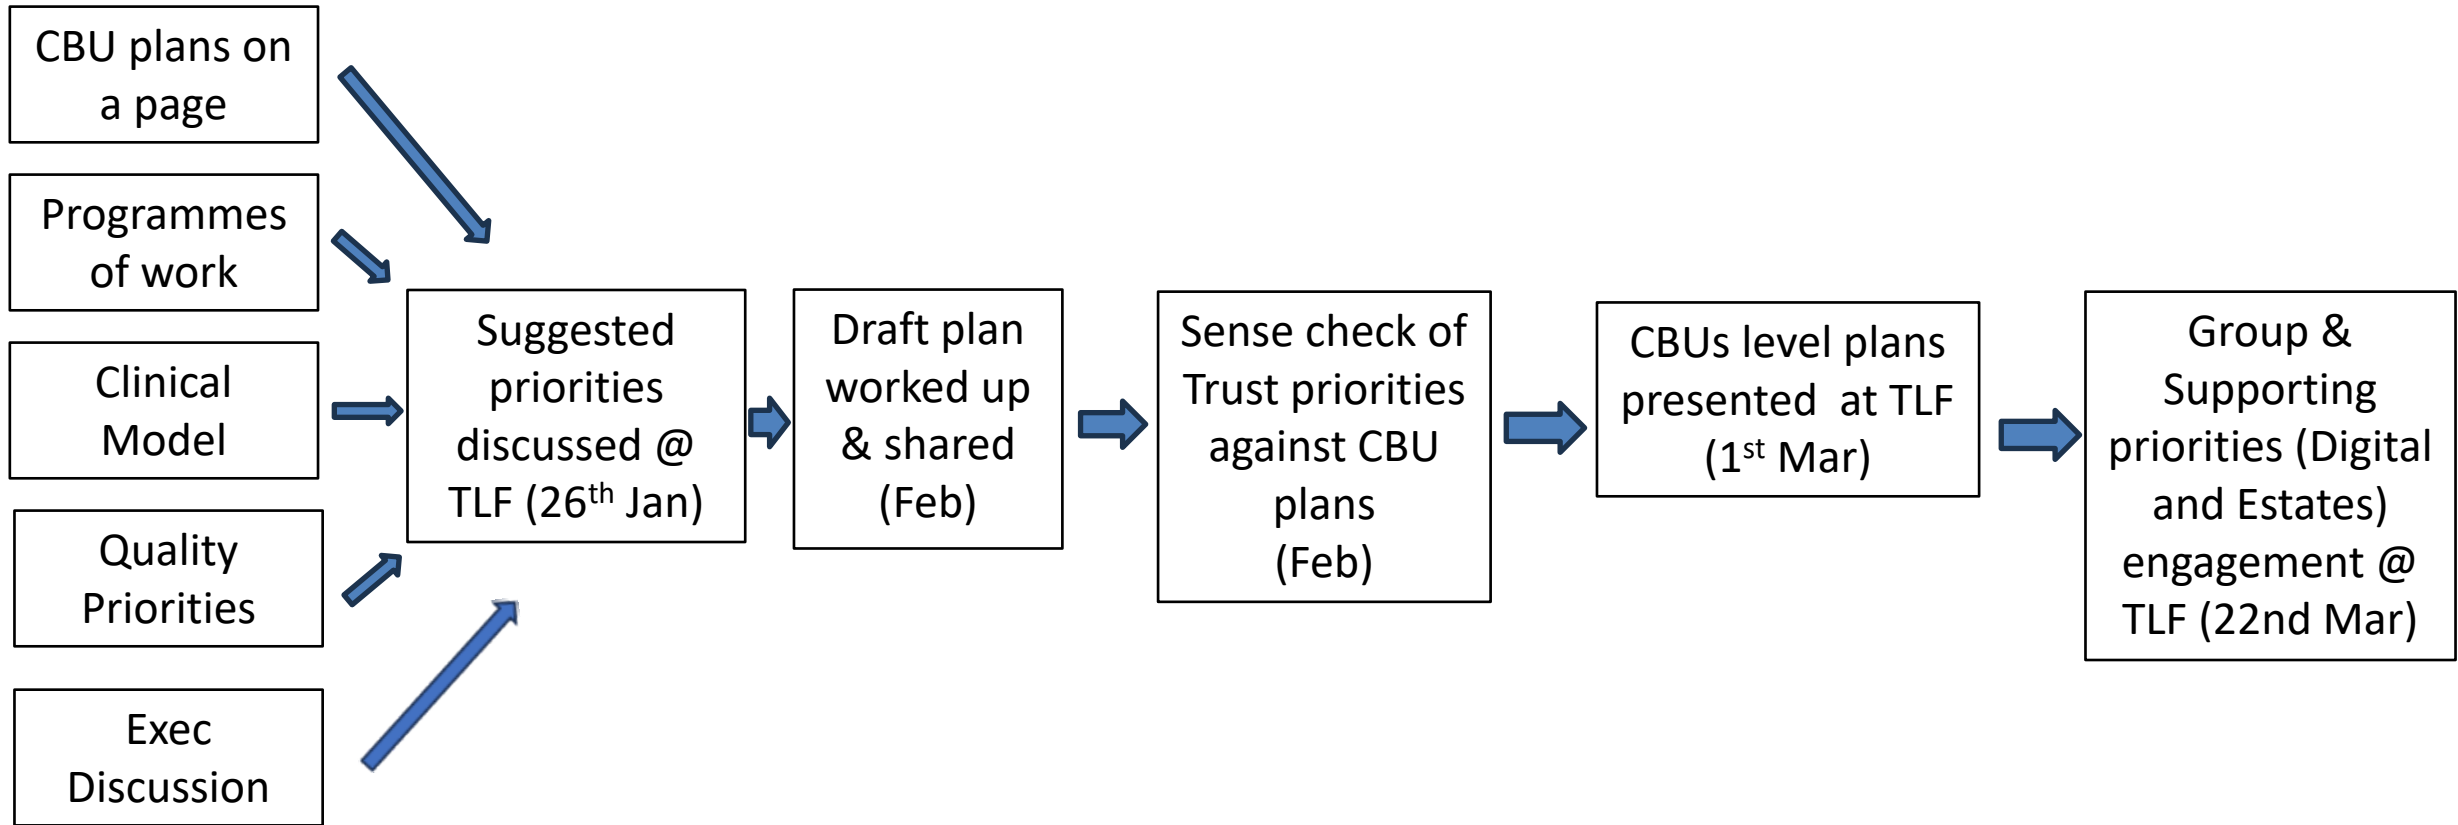 CBU plans on
a page
Programmes
of work
Clinical
Model
Quality
Priorities
Exec
Discussion
Suggested
priorities
discussed @
TLF (26th Jan)
Draft plan
worked up
& shared
(Feb)
Sense check of
Trust priorities
against CBU
plans
(Feb)
CBUs level plans
presented  at TLF
(1st Mar)
Group &
Supporting
priorities (Digital
and Estates)
engagement @
TLF (22nd Mar)